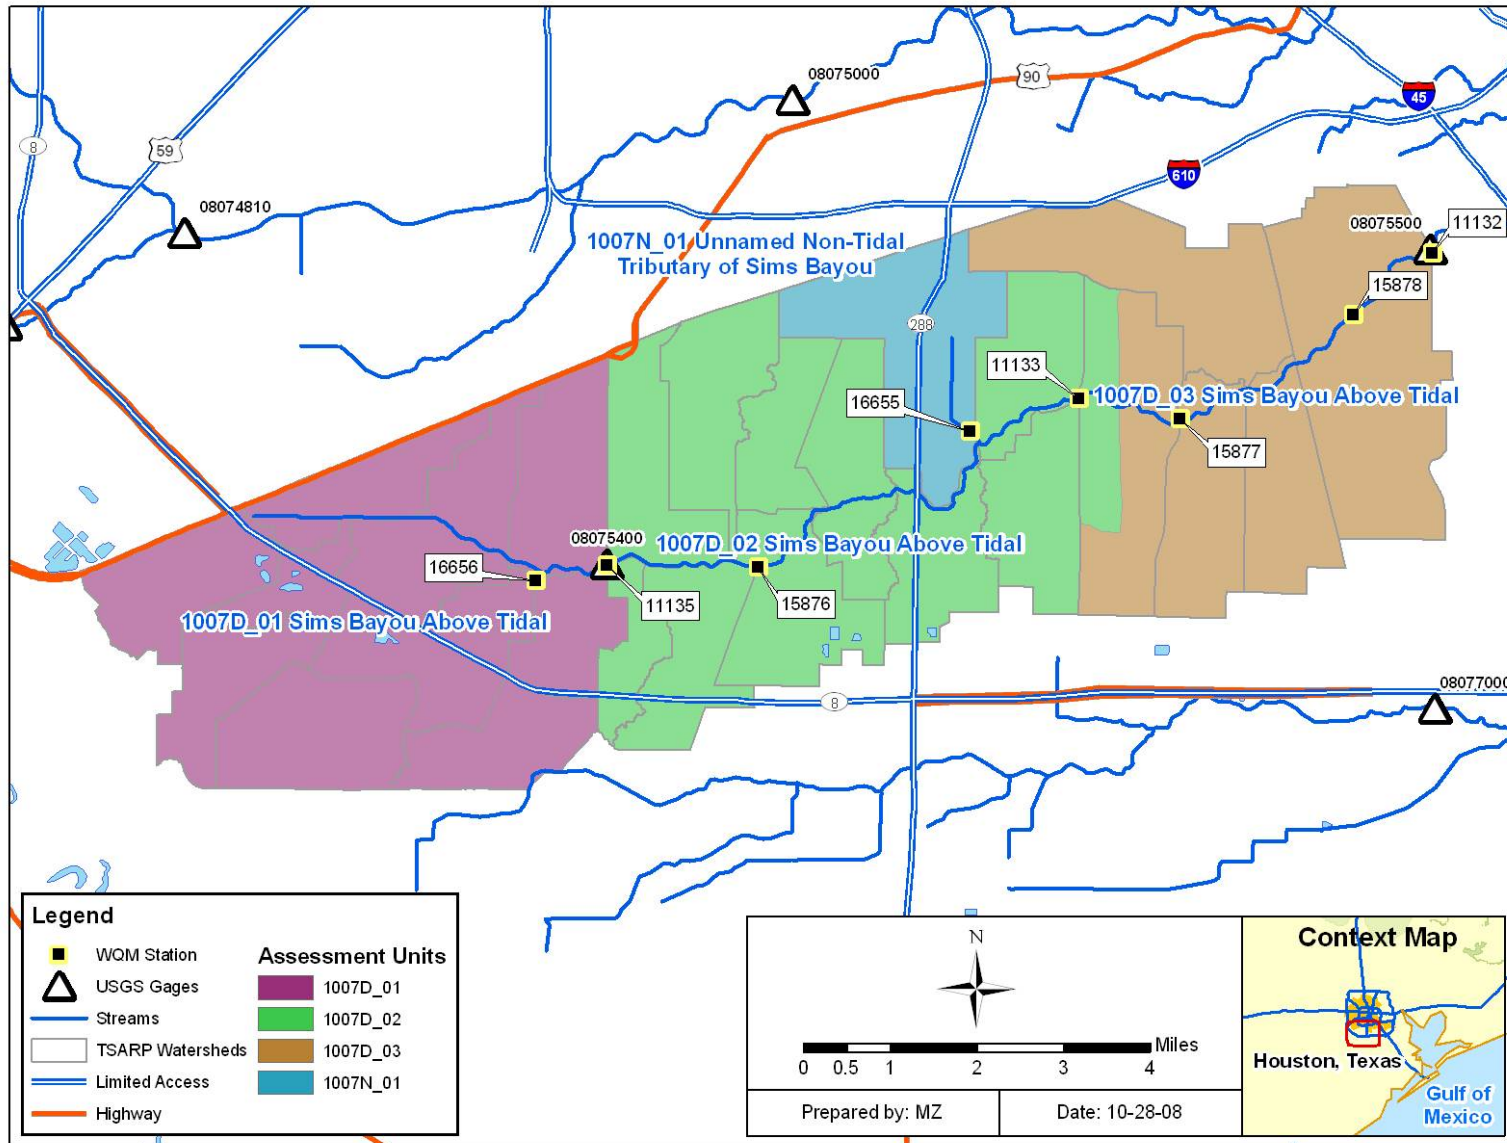 08075000
90
45
8
59
610
08074810
1007N_01 Unnamed Non-Tidal
Tributary of Sims Bayou
08075500
11132
15878
288
11133
16655
1007D_03 Sims Bayou Above Tidal
15877
08075400
1007D_02 Sims Bayou Above Tidal
16656
11135
15876
1007D_01 Sims Bayou Above Tidal
8
08077000
Legend
WQM Station
USGS Gages
Streams
TSARP Watersheds
Limited Access
Highway
Assessment Units
1007D_01
1007D_02
1007D_03
1007N_01
N
Miles
0 0.5 1 2 3 4
Prepared by: MZ
Date: 10-28-08
Context Map
Houston, Texas
Gulf of
Mexico